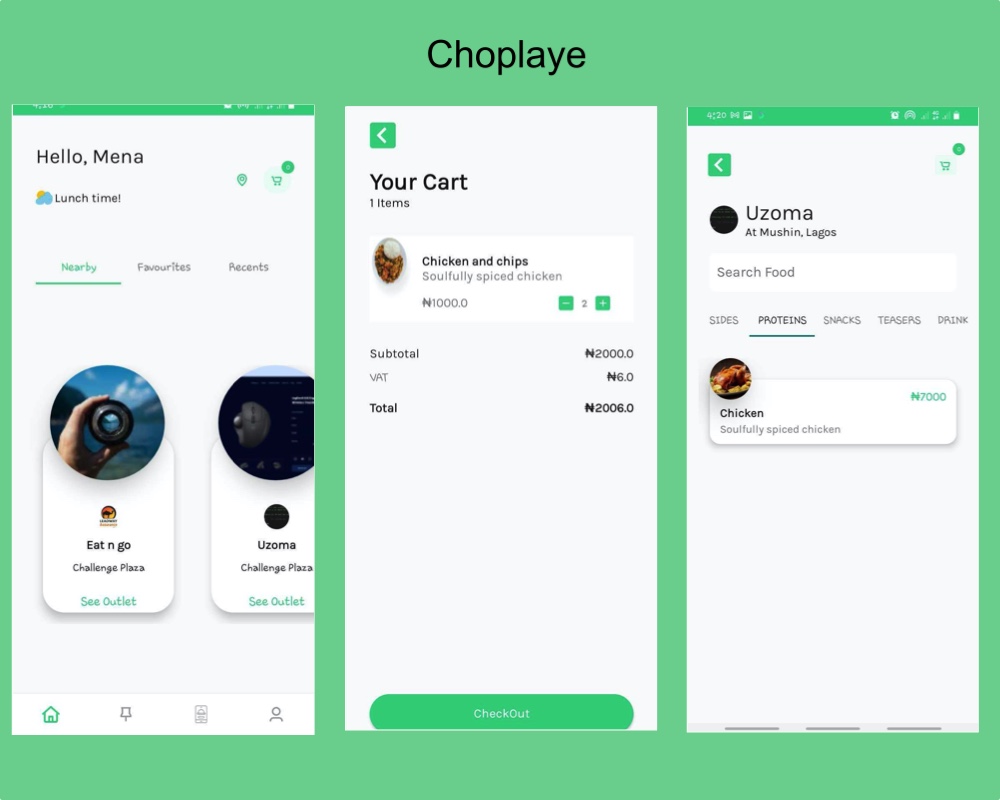 Choplaye
Hello, Mena
0
Lunch time!
Nearby Favourites Recents
Eat n go
Challenge Plaza
See Outlet
Uzoma
Challenge Plaza
See Outlet
Your Cart
1 Items
Chicken and chips
Soulfully spiced chicken
₦1000.0 2
Subtotal ₦2000.0
VAT ₦6.0
Total ₦2006.0
CheckOut
4:20
0
Uzoma
At Mushin, Lagos
Search Food
SIDES PROTEINS SNACKS TEASERS DRINK
₦7000
Chicken
Soulfully spiced chicken